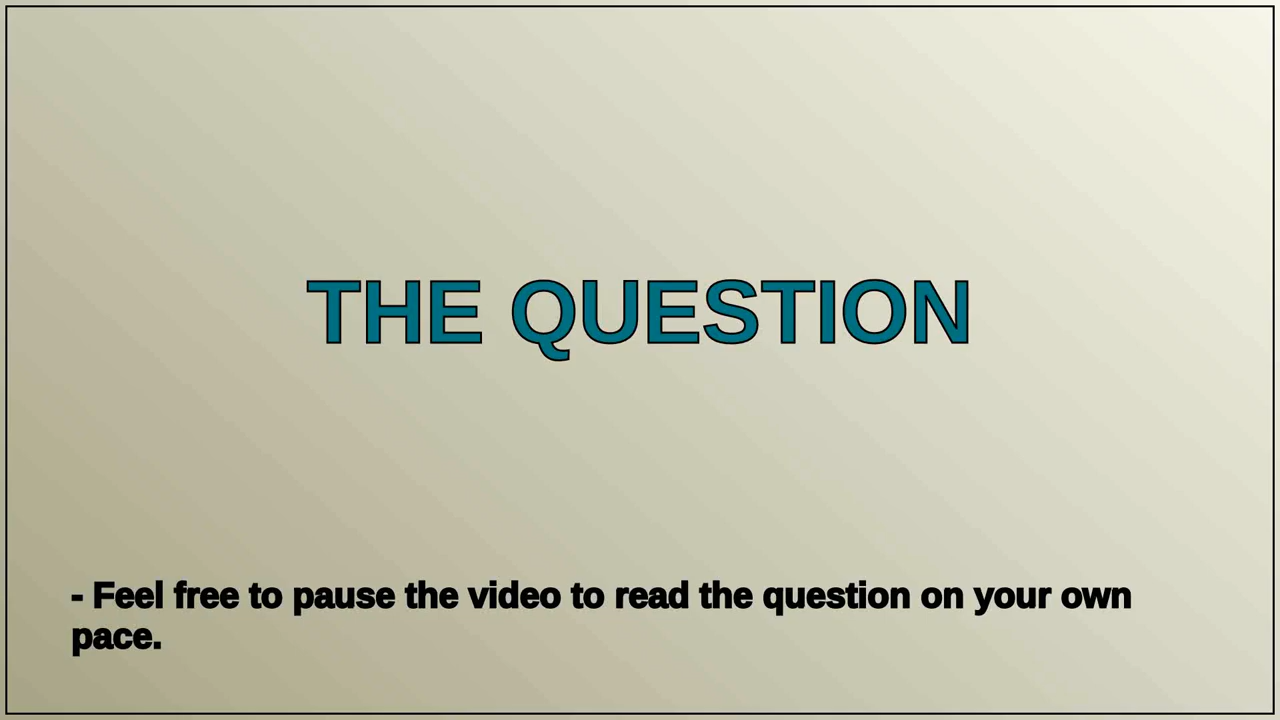 THE QUESTION
- Feel free to pause the video to read the question on your own
pace.